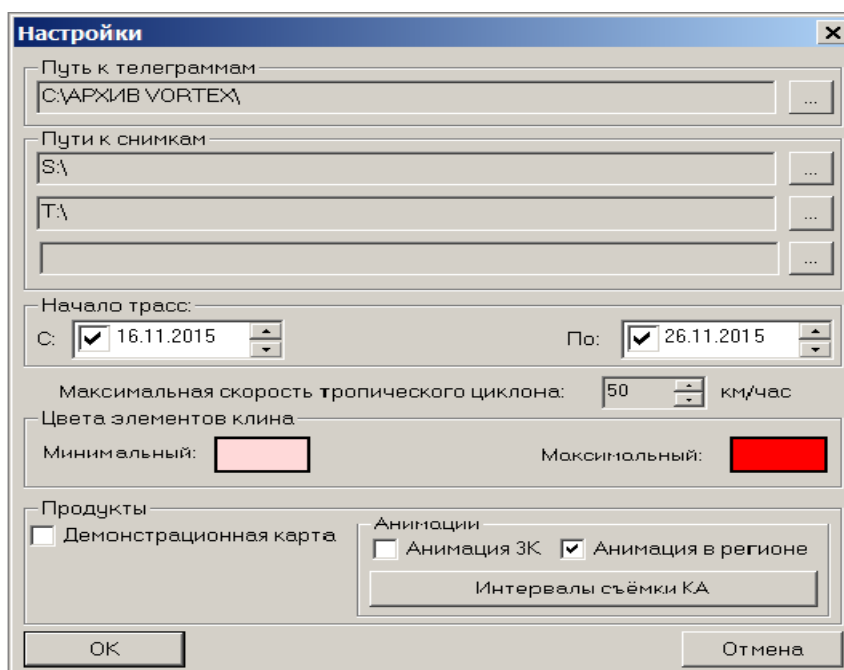 Настройки
Путь к телеграммам
C:\АРХИВ VORTEX\
...
Пути к снимкам
S:\
...
T:\
...
...
Начало трасс:
С: 16.11.2015 По: 26.11.2015
Максимальная скорость тропического циклона: 50 км/час
Цвета элементов клина
Минимальный: Максимальный:
Продукты
Демонстрационная карта
Анимации
Анимация ЗК Анимация в регионе
Интервалы съёмки КА
OK Отмена